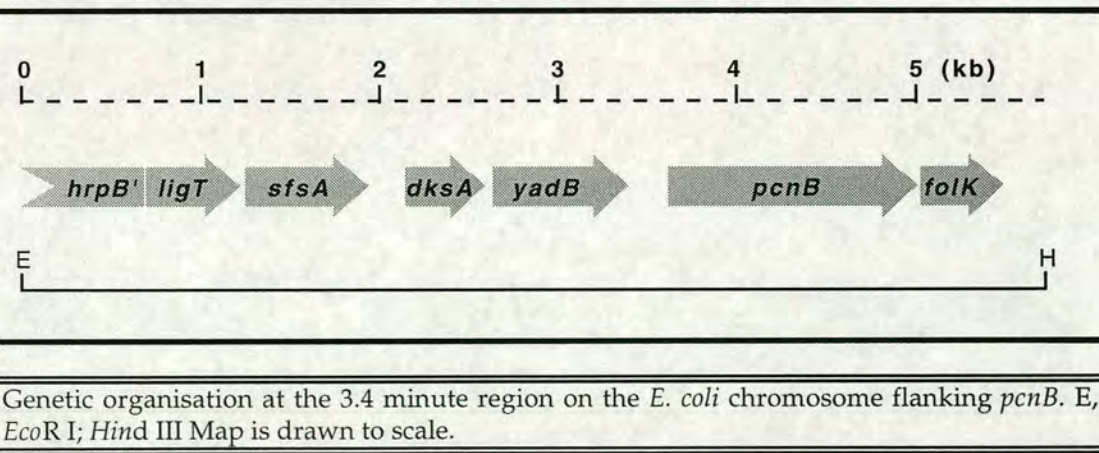 0 1 2 3 4 5 (kb)
hrpB' ligT sfsA dksA yadB pcnB folK
E H
Genetic organisation at the 3.4 minute region on the E. coli chromosome flanking pcnB. E,
EcoR I; Hind III Map is drawn to scale.